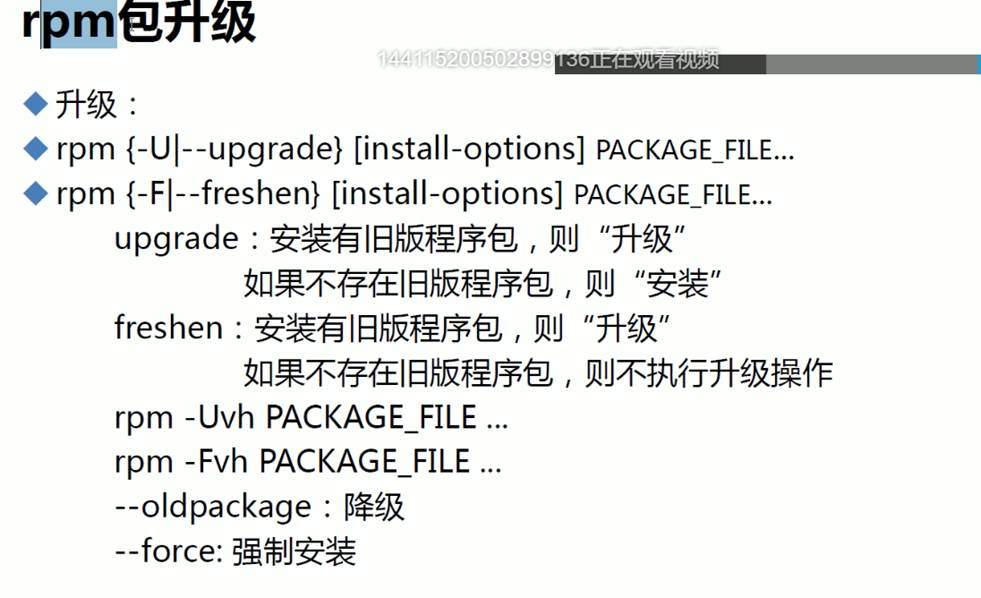 rpm包升级
144115200502899136正在观看视频
升级：
rpm {-U|--upgrade} [install-options] PACKAGE_FILE...
rpm {-F|--freshen} [install-options] PACKAGE_FILE...
upgrade：安装有旧版程序包，则“升级”
如果不存在旧版程序包，则“安装”
freshen：安装有旧版程序包，则“升级”
如果不存在旧版程序包，则不执行升级操作
rpm -Uvh PACKAGE_FILE ...
rpm -Fvh PACKAGE_FILE ...
--oldpackage：降级
--force: 强制安装